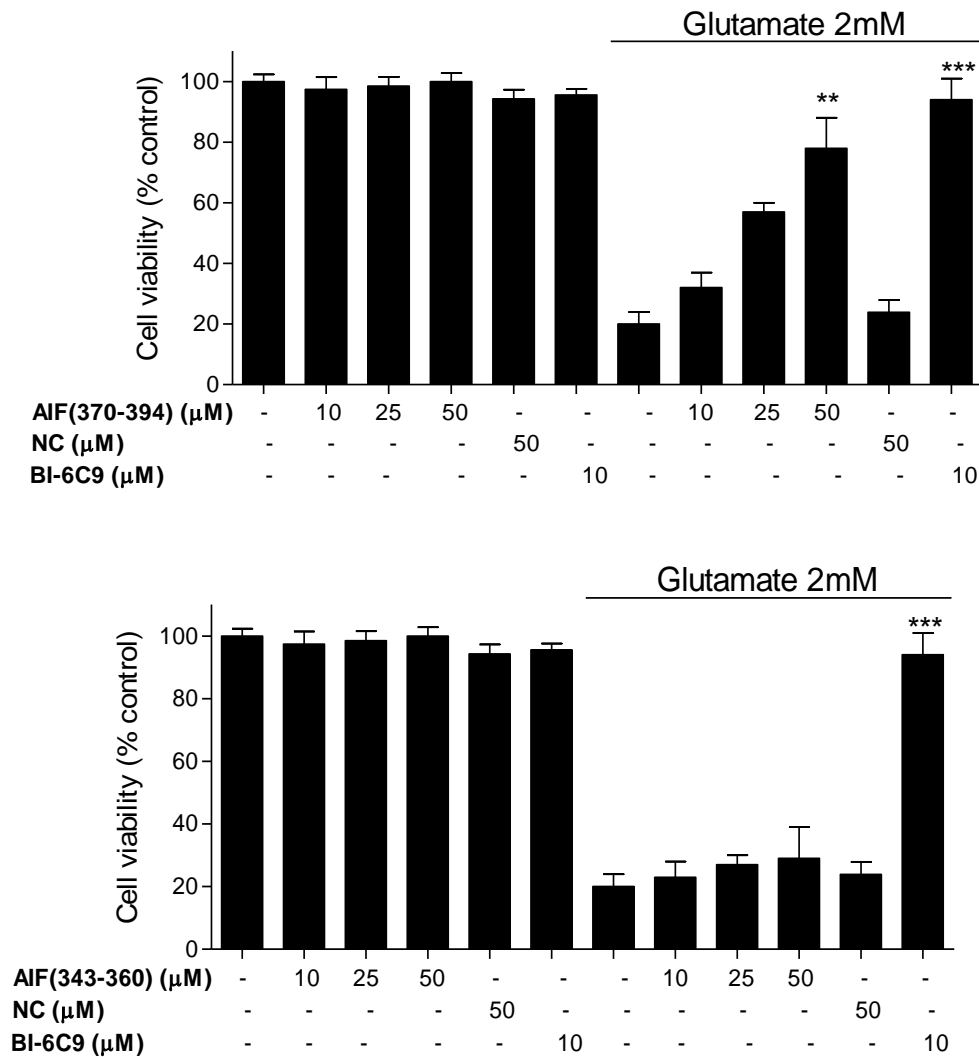 Glutamate 2mM
Cell viability (% control)
100
80
60
40
20
0
** ***
AIF(370-394) (μM) - 10 25 50 - - - 10 25 50 - -
NC (μM) - - - - 50 - - - - - 50 -
BI-6C9 (μM) - - - - - 10 - - - - - 10
Glutamate 2mM
Cell viability (% control)
100
80
60
40
20
0
***
AIF(343-360) (μM) - 10 25 50 - - - 10 25 50 - -
NC (μM) - - - - 50 - - - - - 50 -
BI-6C9 (μM) - - - - - 10 - - - - - 10